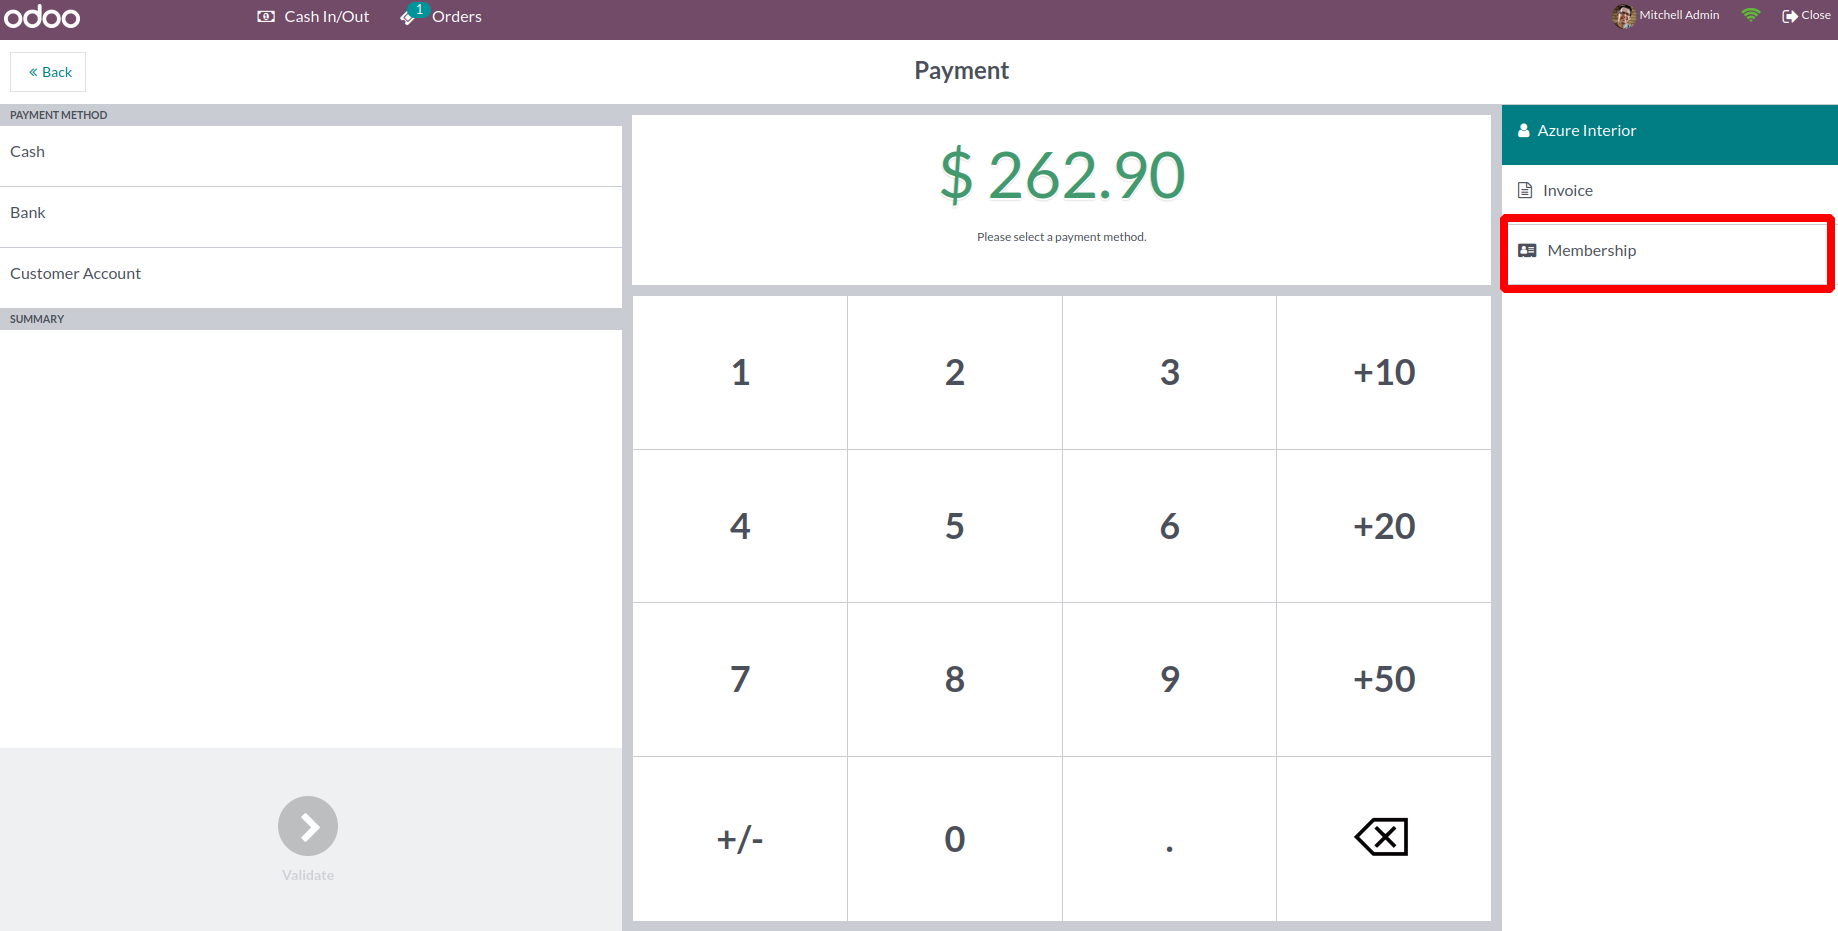 odoo
Cash In/Out
1
Orders
Mitchell Admin
Close
« Back
Payment
PAYMENT METHOD
Cash
Bank
Customer Account
SUMMARY
Validate
$ 262.90
Please select a payment method.
1 2 3 +10
4 5 6 +20
7 8 9 +50
+/- 0 .
Azure Interior
Invoice
Membership